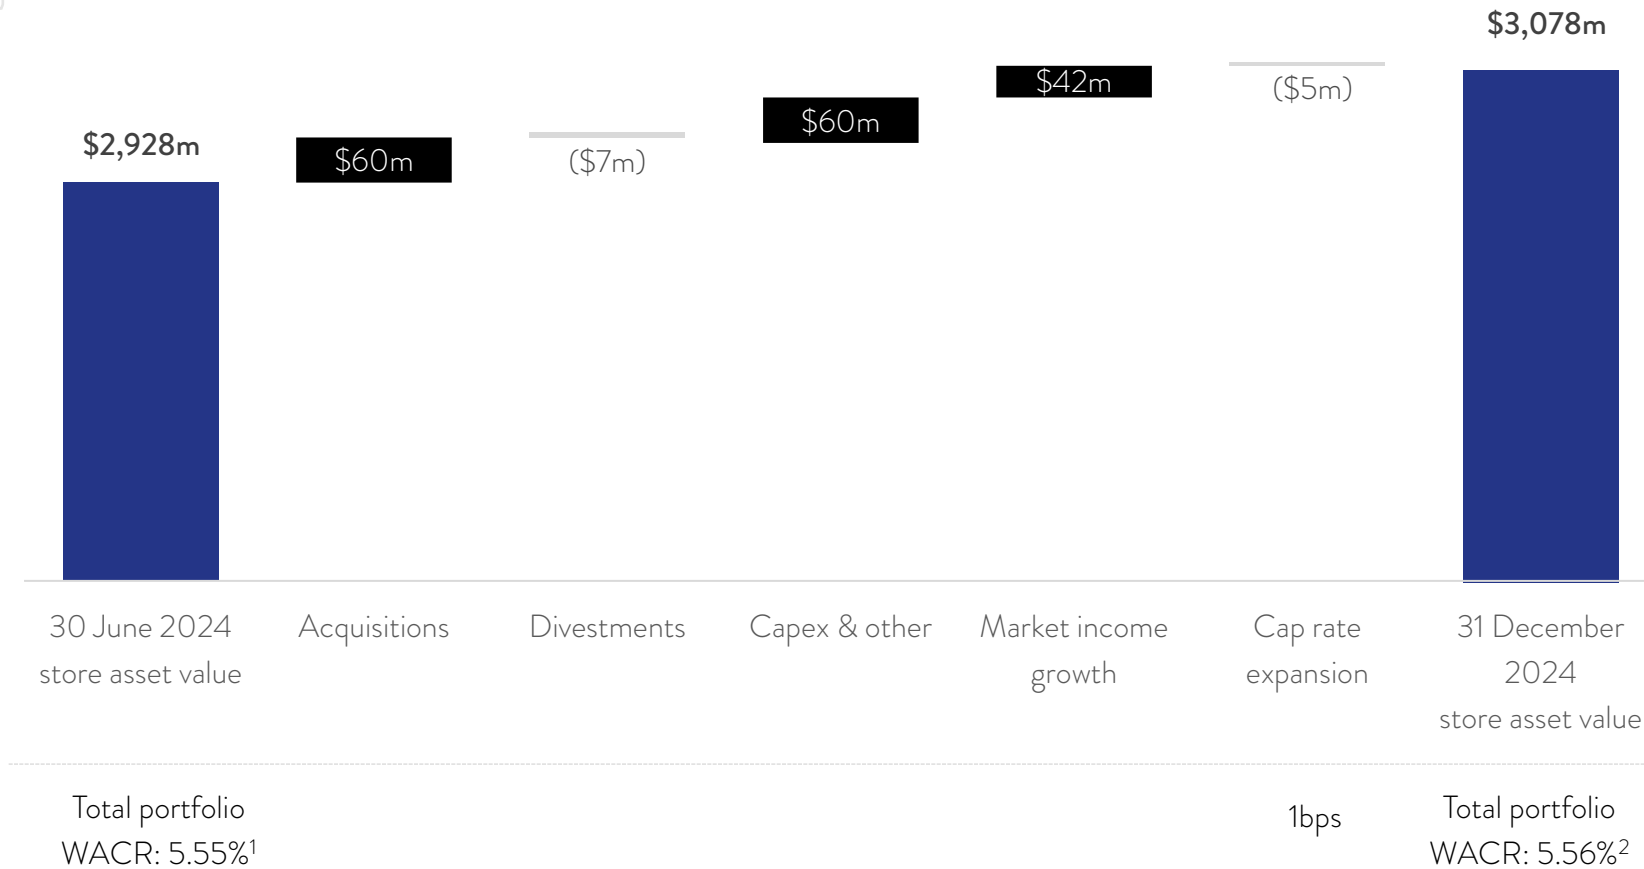 $3,078m
$42m
($5m)
$60m
$2,928m
$60m
($7m)
30 June 2024
store asset value
Acquisitions
Divestments
Capex & other
Market income
growth
Cap rate
expansion
31 December
2024
store asset value
Total portfolio
WACR: 5.55%¹
1bps
Total portfolio
WACR: 5.56%²